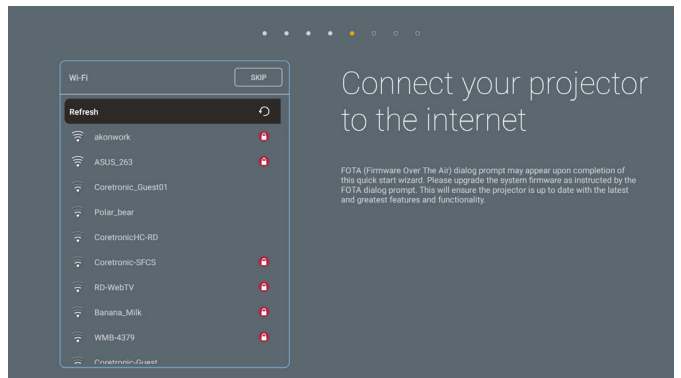 Wi-Fi
SKIP
Refresh
akonwork
ASUS_263
Coretronic_Guest01
Polar_bear
CoretronicHC-RD
Coretronic-SFCS
RD-WebTV
Banana_Milk
WMB-4379
Coretronic-Guest
Connect your projector
to the internet
FOTA (Firmware Over The Air) dialog prompt may appear upon completion of
this quick start wizard. Please upgrade the system firmware as instructed by the
FOTA dialog prompt. This will ensure the projector is up to date with the latest
and greatest features and functionality.